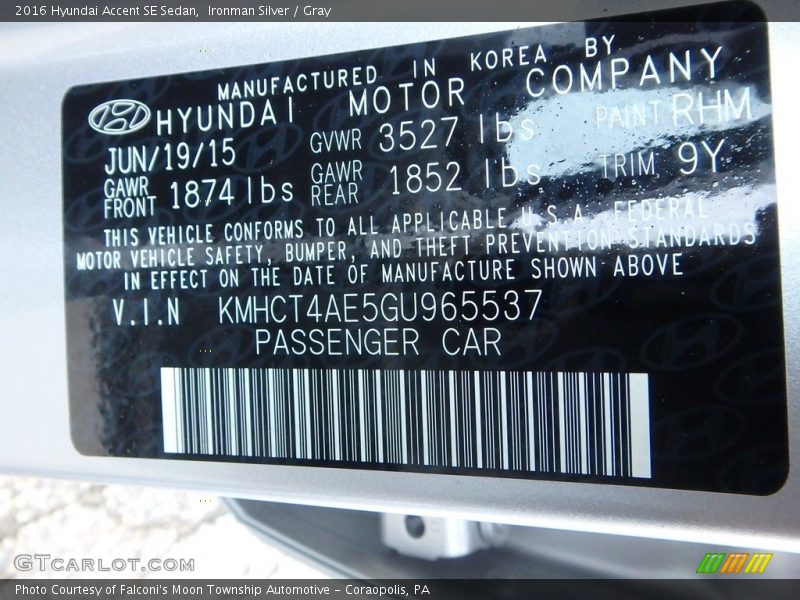 2016 Hyundai Accent SE Sedan,  Ironman Silver / Gray
MANUFACTURED IN KOREA BY
HYUNDAI MOTOR COMPANY
JUN/19/15 GVWR 3527 lbs PAINT RHM
GAWR FRONT 1874 lbs GAWR REAR 1852 lbs TRIM 9Y
THIS VEHICLE CONFORMS TO ALL APPLICABLE U.S.A. FEDERAL
MOTOR VEHICLE SAFETY, BUMPER, AND THEFT PREVENTION STANDARDS
IN EFFECT ON THE DATE OF MANUFACTURE SHOWN ABOVE
V.I.N KMHCT4AE5GU965537
PASSENGER CAR
GTCarlot.com
Photo Courtesy of Falconi's Moon Township Automotive – Coraopolis, PA